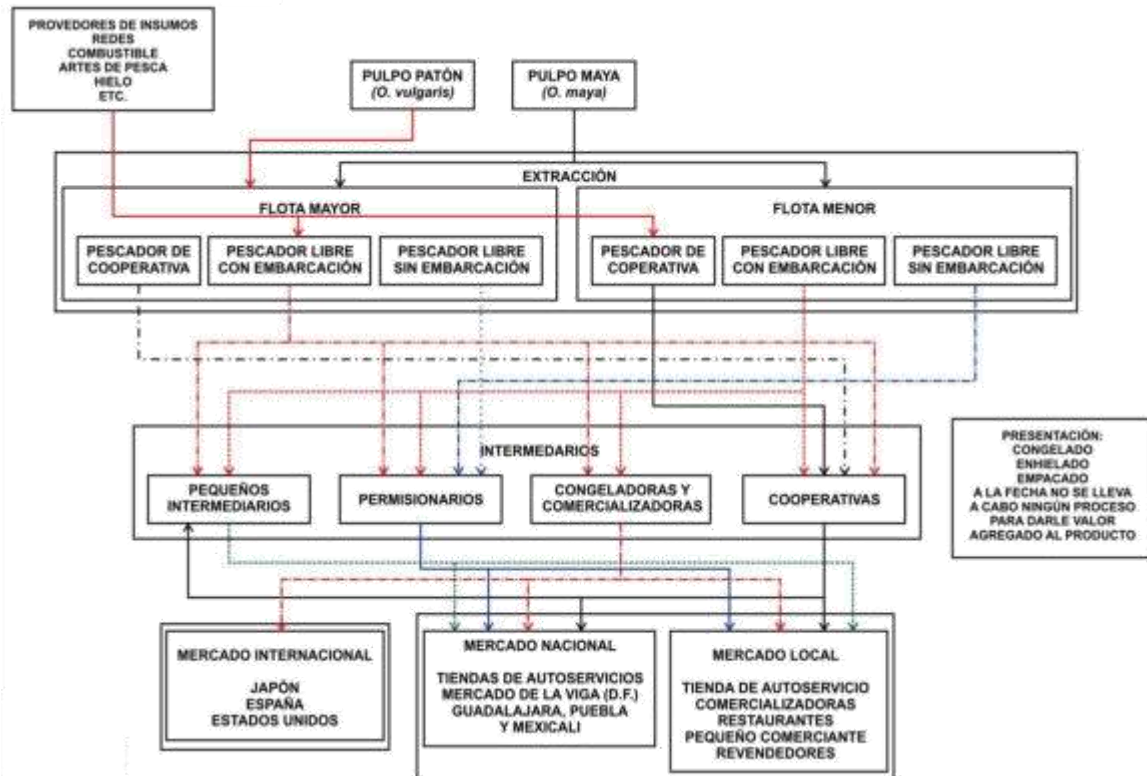 PROVEDORES DE INSUMOS
REDES
COMBUSTIBLE
ARTES DE PESCA
HIELO
ETC.
PULPO PATÓN
(O. vulgaris)
PULPO MAYA
(O. maya)
EXTRACCIÓN
FLOTA MAYOR
PESCADOR DE
COOPERATIVA
PESCADOR LIBRE
CON EMBARCACIÓN
PESCADOR LIBRE
SIN EMBARCACIÓN
FLOTA MENOR
PESCADOR DE
COPERATIVA
PESCADOR LIBRE
CON EMBARCACIÓN
PESCADOR LIBRE
SIN EMBARCACIÓN
INTERMEDARIOS
PEQUEÑOS
INTERMEDIARIOS
PERMISIONARIOS
CONGELADORAS Y
COMERCIALIZADORAS
COOPERATIVAS
PRESENTACIÓN:
CONGELADO
ENHIELADO
EMPACADO
A LA FECHA NO SE LLEVA
A CABO NINGÚN PROCESO
PARA DARLE VALOR
AGREGADO AL PRODUCTO
MERCADO INTERNACIONAL
JAPÓN
ESPAÑA
ESTADOS UNIDOS
MERCADO NACIONAL
TIENDAS DE AUTOSERVICIOS
MERCADO DE LA VIGA (D.F.)
GUADALAJARA, PUEBLA
Y MEXICALI
MERCADO LOCAL
TIENDA DE AUTOSERVICIO
COMERCIALIZADORAS
RESTAURANTES
PEQUEÑO COMERCIANTE
REVENDEDORES